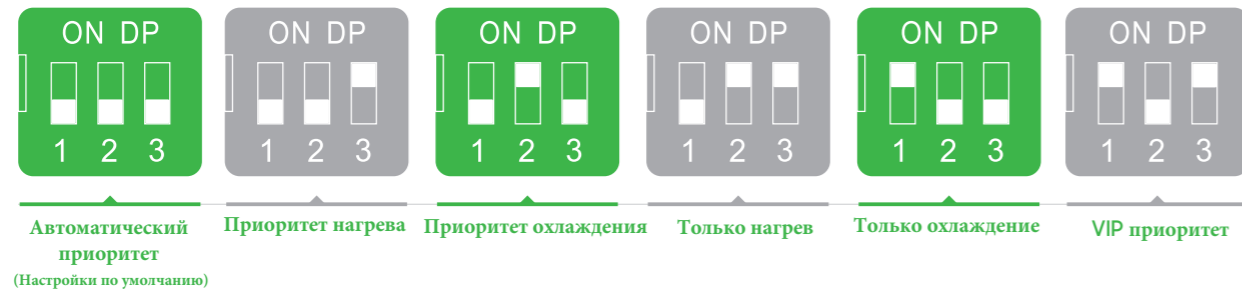 ON DP ON DP ON DP ON DP ON DP ON DP
1 2 3 1 2 3 1 2 3 1 2 3 1 2 3 1 2 3
Автоматический приоритет
(Настройки по умолчанию)
Приоритет нагрева
Приоритет охлаждения
Только нагрев
Только охлаждение
VIP приоритет